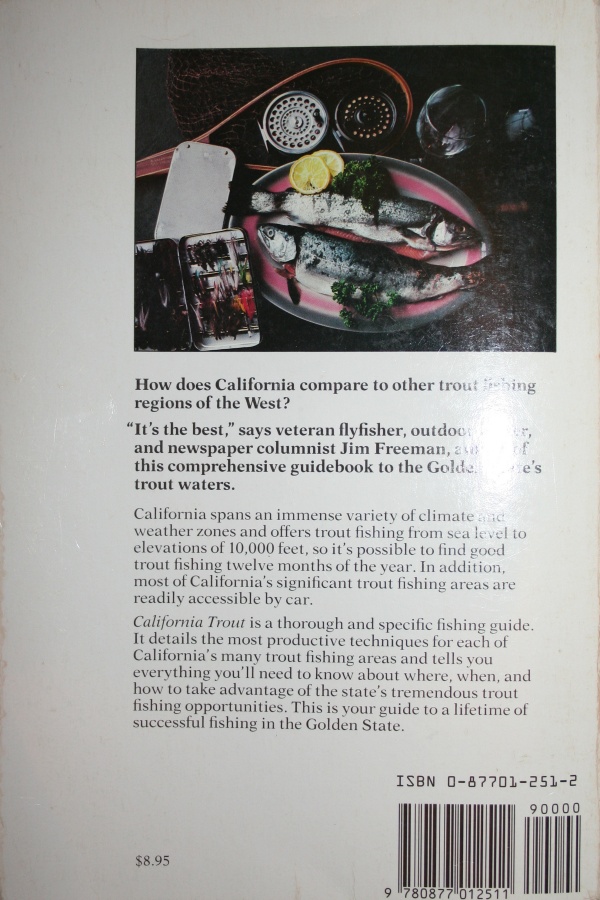 How does California compare to other trout fishing
regions of the West?
“It's the best,” says veteran flyfisher,
and newspaper columnist Jim Freeman, of
this comprehensive guidebook to the
trout waters.
California spans an immense variety of climate and
weather zones and offers trout fishing from sea level to
elevations of 10,000 feet, so it's possible to find good
trout fishing twelve months of the year. In addition,
most of California's significant trout fishing areas are
readily accessible by car.
California Trout is a thorough and specific fishing guide.
It details the most productive techniques for each of
California's many trout fishing areas and tells you
everything you'll need to know about where, when, and
how to take advantage of the state's tremendous trout
fishing opportunities. This is your guide to a lifetime of
successful fishing in the Golden State.
ISBN 0-87701-251-2
90000
$8.95
9 780877 012511